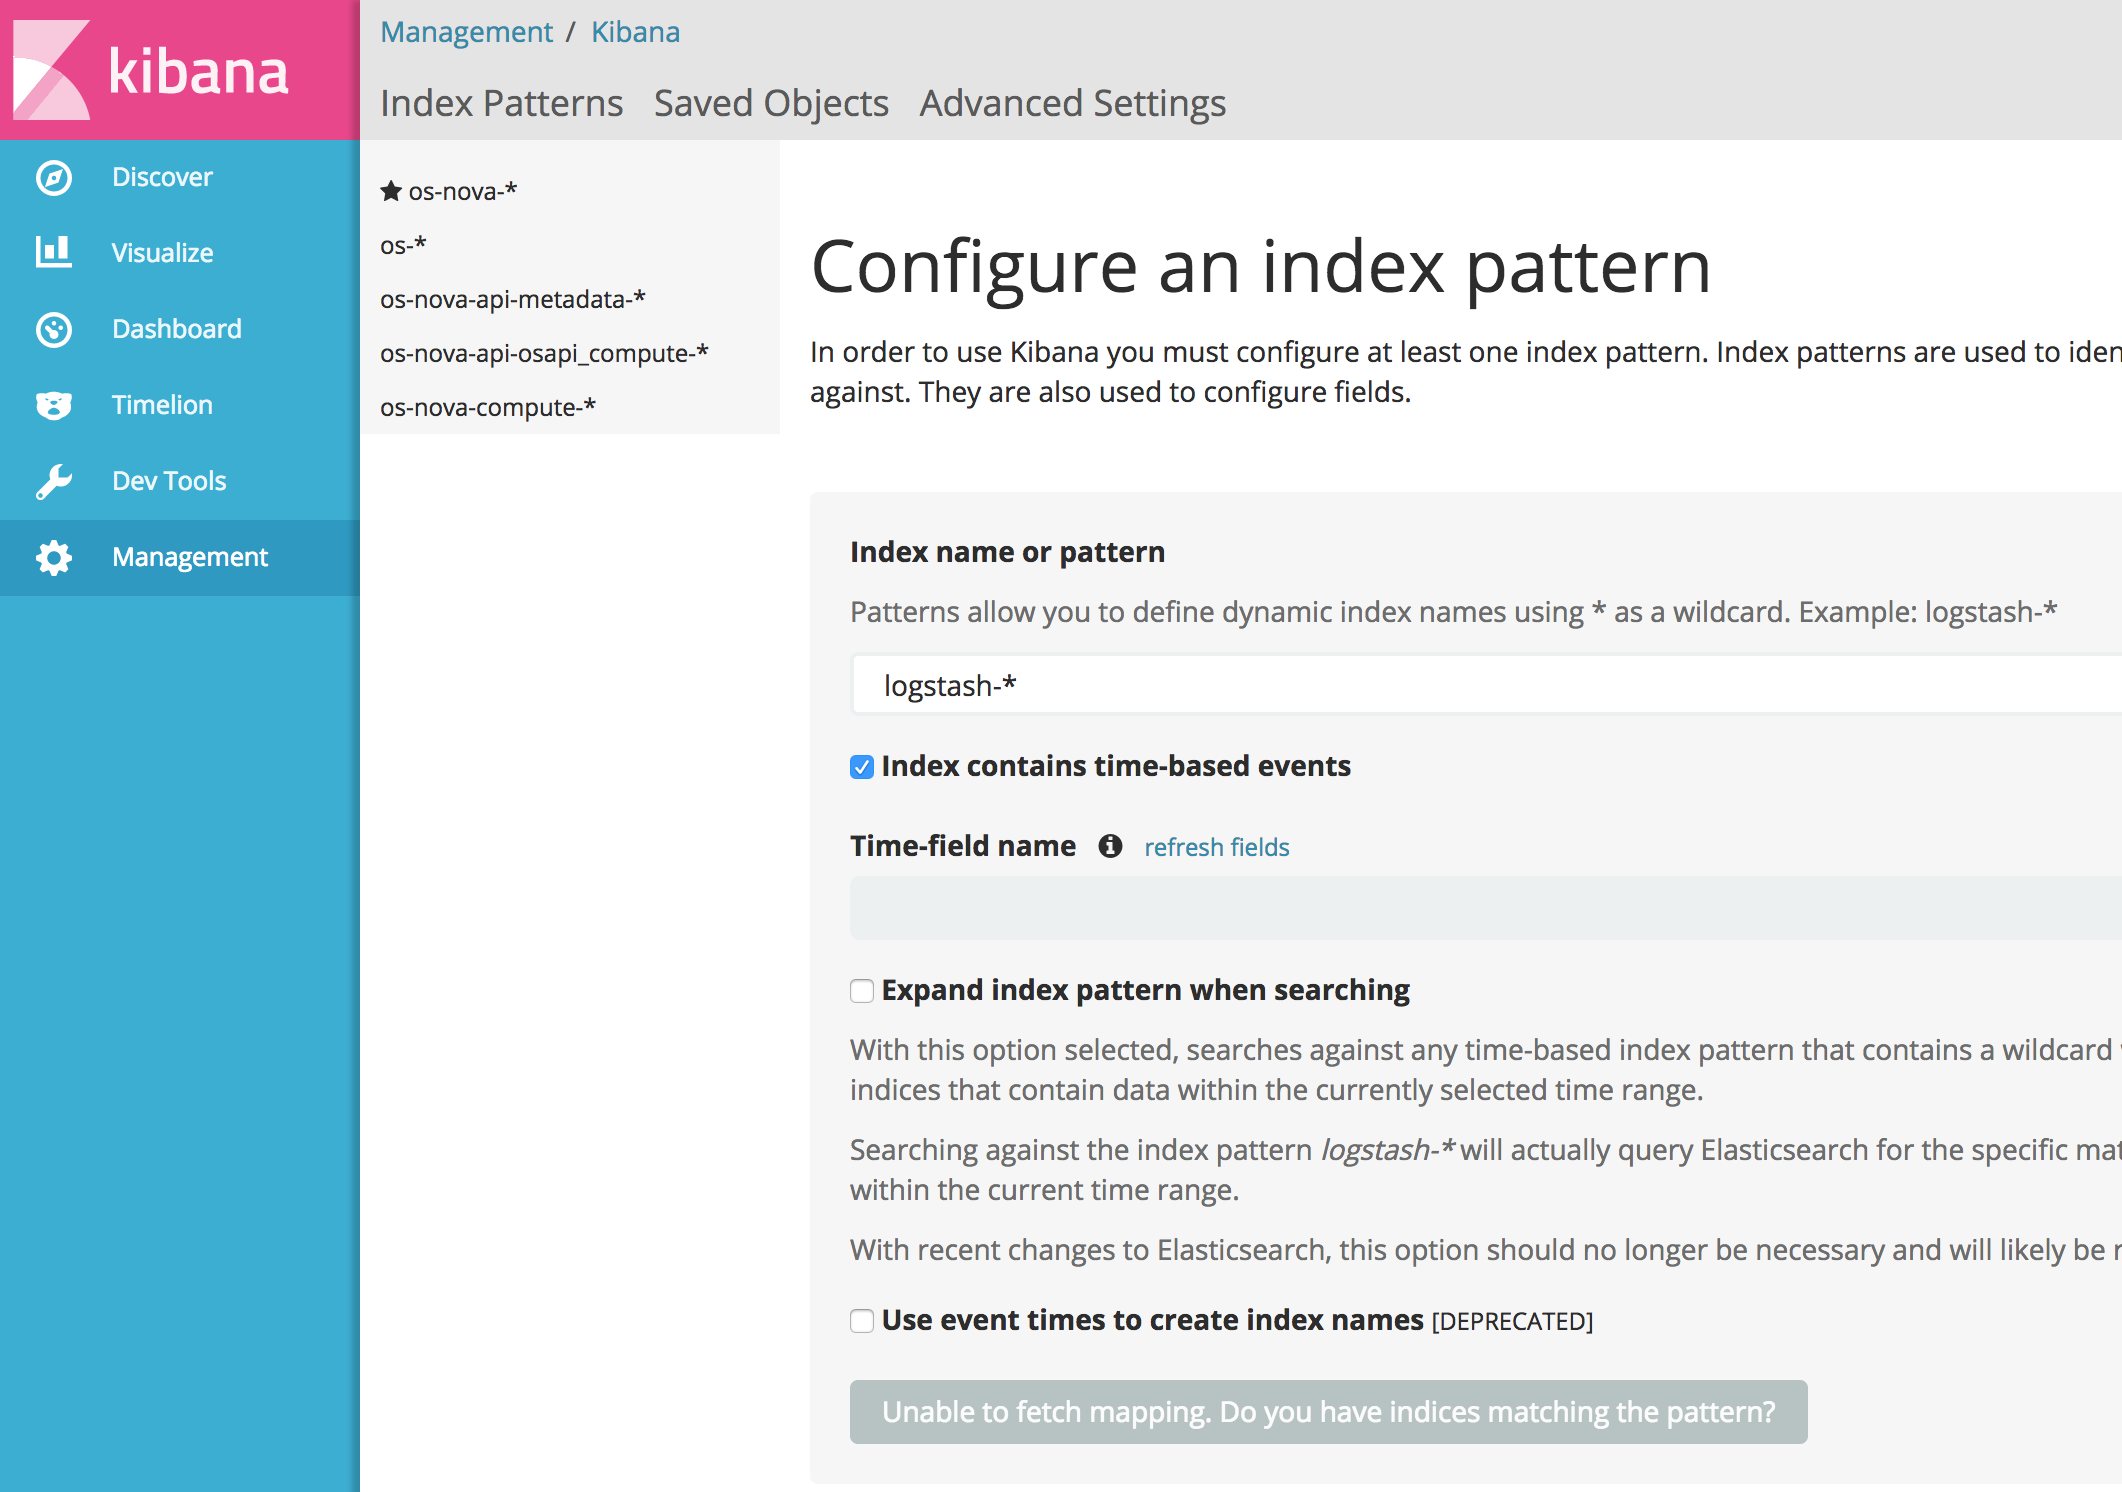 kibana
Management / Kibana
Index Patterns Saved Objects Advanced Settings
Discover
Visualize
Dashboard
Timelion
Dev Tools
Management
os-nova-*
os-*
os-nova-api-metadata-*
os-nova-api-osapi_compute-*
os-nova-compute-*
Configure an index pattern
In order to use Kibana you must configure at least one index pattern. Index patterns are used to
against. They are also used to configure fields.
Index name or pattern
Patterns allow you to define dynamic index names using * as a wildcard. Example: logstash-*
logstash-*
Index contains time-based events
Time-field name refresh fields
Expand index pattern when searching
With this option selected, searches against any time-based index pattern that contains a wildcard
indices that contain data within the currently selected time range.
Searching against the index pattern logstash-* will actually query Elasticsearch for the specific
within the current time range.
With recent changes to Elasticsearch, this option should no longer be necessary and will likely be
Use event times to create index names [DEPRECATED]
Unable to fetch mapping. Do you have indices matching the pattern?